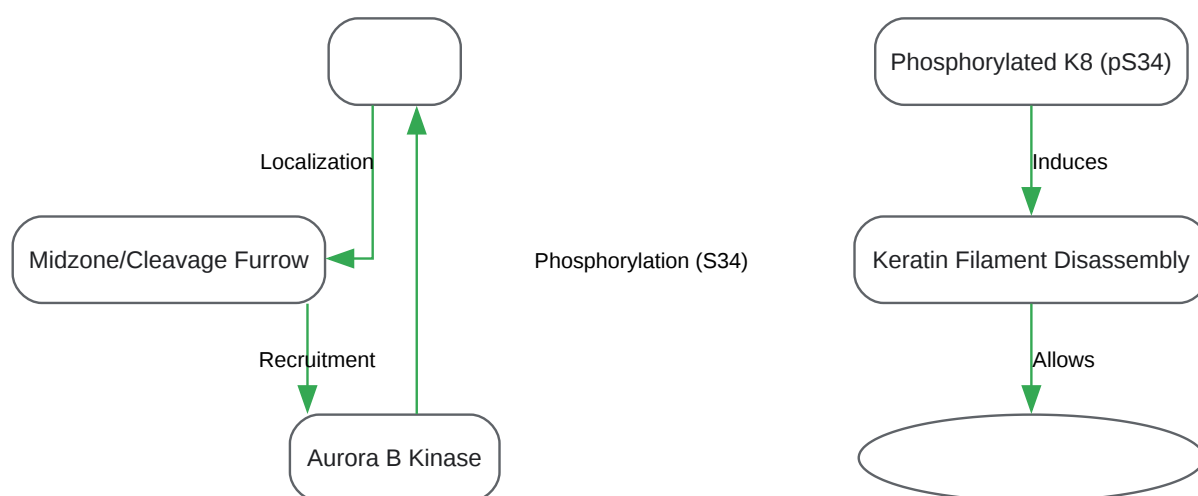 Phosphorylated K8 (pS34)
Localization
Induces
Midzone/Cleavage Furrow
Phosphorylation (S34)
Keratin Filament Disassembly
Recruitment
Allows
Aurora B Kinase